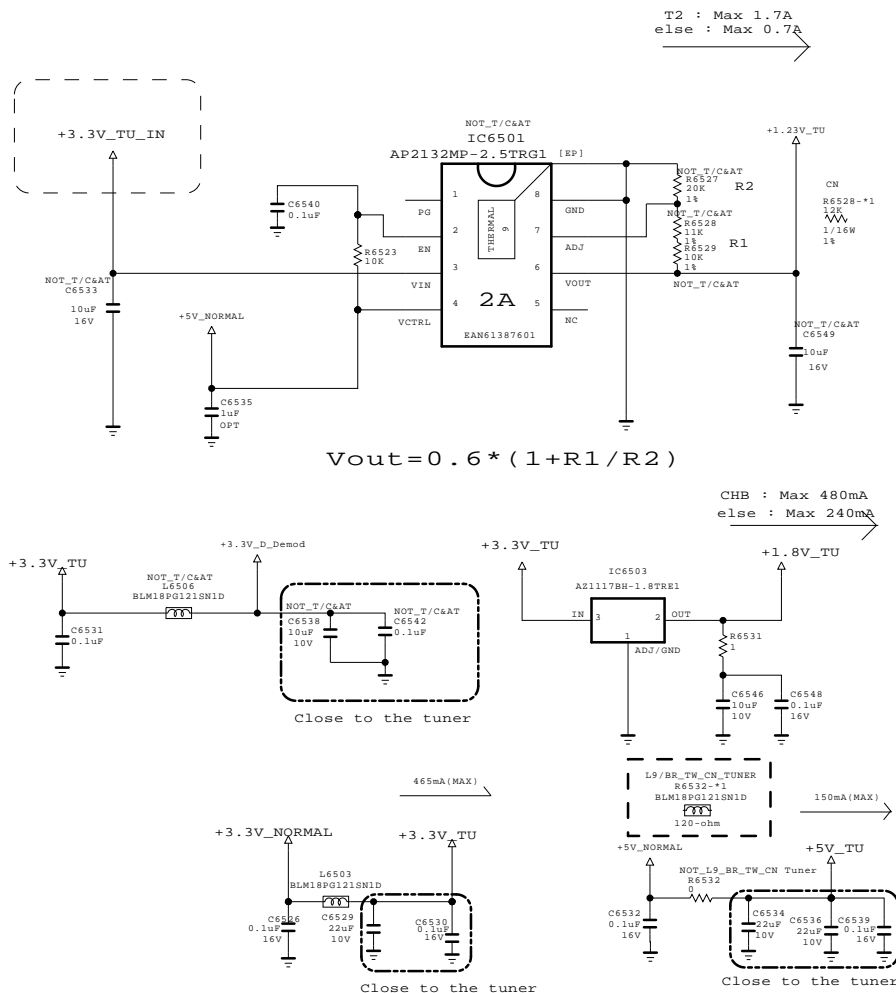 T2 : Max 1.7A
else : Max 0.7A
+3.3V_TU_IN
NOT_T/C&AT
IC6501
AP2132MP-2.5TRG1 [EP]
+1.23V_TU
C6540
0.1uF
1
PG
2
EN
3
VIN
4
VCTRL
THERMAL
9
8
GND
7
ADJ
6
VOUT
5
NC
2A
EAN61387601
R6523
10K
NOT_T/C&AT
R6527
20K
1%
R2
NOT_T/C&AT
R6528
11K
1%
R1
R6529
10K
1%
NOT_T/C&AT
CN
R6528-*1
12K
1/16W
1%
NOT_T/C&AT
C6533
10uF
16V
+5V_NORMAL
C6535
1uF
OPT
NOT_T/C&AT
C6549
10uF
16V
Vout=0.6*(1+R1/R2)
CHB : Max 480mA
else : Max 240mA
+3.3V_TU
NOT_T/C&AT
L6506
BLM18PG121SN1D
+3.3V_D_Demod
C6531
0.1uF
NOT_T/C&AT
C6538
10uF
10V
NOT_T/C&AT
C6542
0.1uF
Close to the tuner
+3.3V_TU
IC6503
AZ1117BH-1.8TRE1
+1.8V_TU
IN
3
2
OUT
1
ADJ/GND
R6531
1
C6546
10uF
10V
C6548
0.1uF
16V
465mA(MAX)
+3.3V_NORMAL
L6503
BLM18PG121SN1D
+3.3V_TU
C6526
0.1uF
16V
C6529
22uF
10V
C6530
0.1uF
16V
Close to the tuner
L9/BR_TW_CN_TUNER
R6532-*1
BLM18PG121SN1D
120-ohm
150mA(MAX)
+5V_NORMAL
+5V_TU
NOT_L9_BR_TW_CN Tuner
R6532
0
C6532
0.1uF
16V
C6534
22uF
10V
C6536
22uF
10V
C6539
0.1uF
16V
Close to the tuner